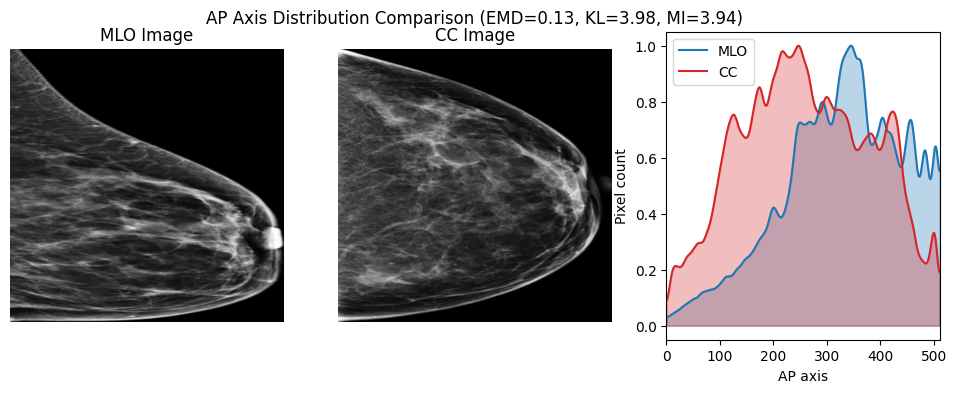 AP Axis Distribution Comparison (EMD=0.13, KL=3.98, MI=3.94)
MLO Image
CC Image
MLO
CC
1.0
0.8
0.6
0.4
0.2
0.0
Pixel count
0 100 200 300 400 500
AP axis